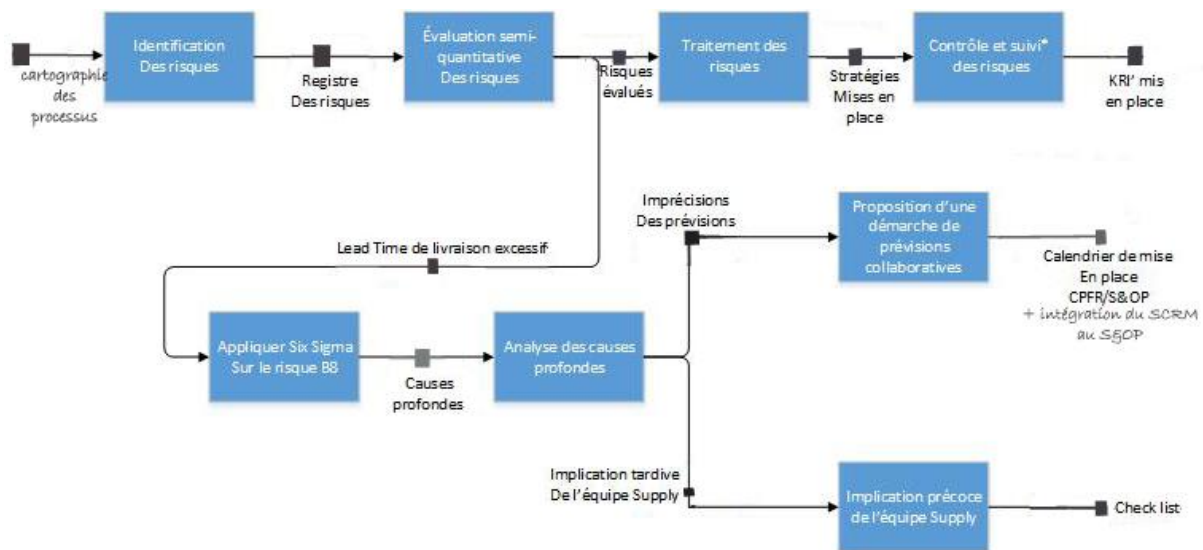 cartographie
des
processus
Identification
Des risques
Registre
Des risques
Évaluation semi-
quantitative
Des risques
Risques
évalués
Traitement des
risques
Stratégies
Mises en
place
Contrôle et suivi*
des risques
KRI' mis
en place
Lead Time de livraison excessif
Appliquer Six Sigma
Sur le risque B8
Causes
profondes
Analyse des causes
profondes
Imprécisions
Des prévisions
Proposition d'une
démarche de
prévisions
collaboratives
Calendrier de mise
En place
CPFR/S&OP
+ intégration du SCRM
au S&OP
Implication tardive
De l'équipe Supply
Implication précoce
de l'équipe Supply
Check list